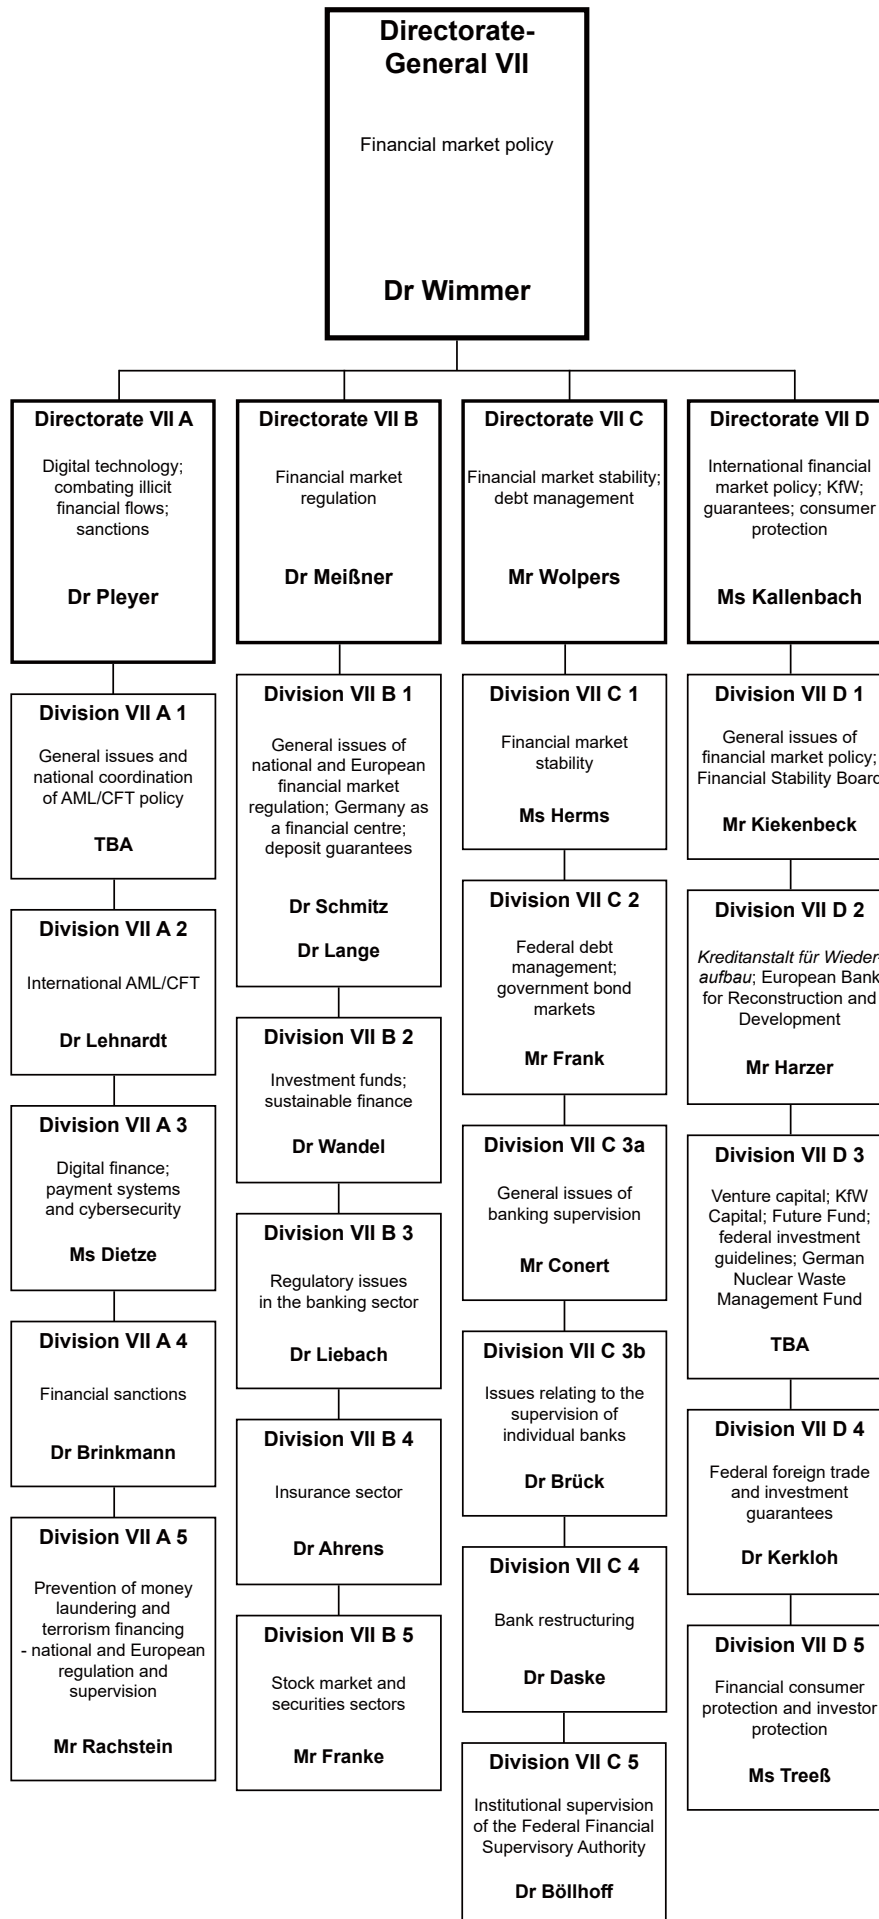 Directorate-
General VII
Financial market policy
Dr Wimmer
Directorate VII A
Digital technology;
combating illicit
financial flows;
sanctions
Dr Pleyer
Division VII A 1
General issues and
national coordination
of AML/CFT policy
TBA
Division VII A 2
International AML/CFT
Dr Lehnardt
Division VII A 3
Digital finance;
payment systems
and cybersecurity
Ms Dietze
Division VII A 4
Financial sanctions
Dr Brinkmann
Division VII A 5
Prevention of money
laundering and
terrorism financing
- national and European
regulation and
supervision
Mr Rachstein
Directorate VII B
Financial market
regulation
Dr Meißner
Division VII B 1
General issues of
national and European
financial market
regulation; Germany as
a financial centre;
deposit guarantees
Dr Schmitz
Dr Lange
Division VII B 2
Investment funds;
sustainable finance
Dr Wandel
Division VII B 3
Regulatory issues
in the banking sector
Dr Liebach
Division VII B 4
Insurance sector
Dr Ahrens
Division VII B 5
Stock market and
securities sectors
Mr Franke
Directorate VII C
Financial market stability;
debt management
Mr Wolpers
Division VII C 1
Financial market
stability
Ms Herms
Division VII C 2
Federal debt
management;
government bond
markets
Mr Frank
Division VII C 3a
General issues of
banking supervision
Mr Conert
Division VII C 3b
Issues relating to the
supervision of
individual banks
Dr Brück
Division VII C 4
Bank restructuring
Dr Daske
Division VII C 5
Institutional supervision
of the Federal Financial
Supervisory Authority
Dr Böllhoff
Directorate VII D
International financial
market policy; KfW;
guarantees; consumer
protection
Ms Kallenbach
Division VII D 1
General issues of
financial market policy;
Financial Stability Board
Mr Kiekenbeck
Division VII D 2
Kreditanstalt für Wieder-
aufbau; European Bank
for Reconstruction and
Development
Mr Harzer
Division VII D 3
Venture capital; KfW
Capital; Future Fund;
federal investment
guidelines; German
Nuclear Waste
Management Fund
TBA
Division VII D 4
Federal foreign trade
and investment
guarantees
Dr Kerkloh
Division VII D 5
Financial consumer
protection and investor
protection
Ms Treeß